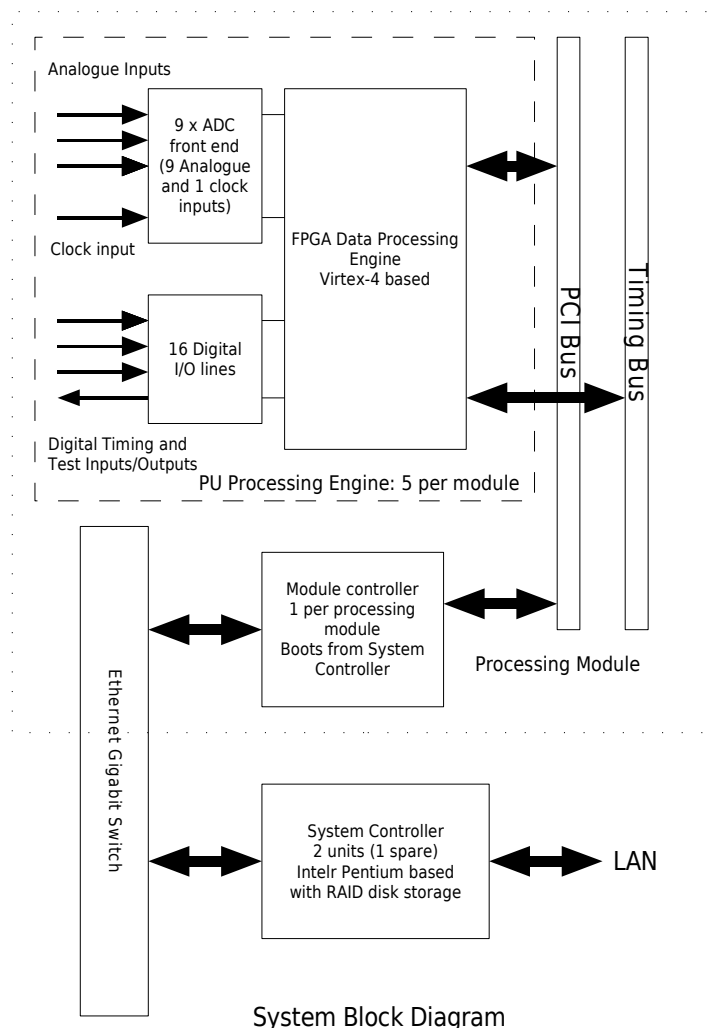 Analogue Inputs
9 x ADC
front end
(9 Analogue
and 1 clock
inputs)
Clock input
FPGA Data Processing
Engine
Virtex-4 based
16 Digital
I/O lines
Digital Timing and
Test Inputs/Outputs
PU Processing Engine: 5 per module
PCI Bus
Timing Bus
Module controller
1 per processing
module
Boots from System
Controller
Processing Module
Ethernet Gigabit Switch
System Controller
2 units (1 spare)
Intelr Pentium based
with RAID disk storage
LAN
System Block Diagram